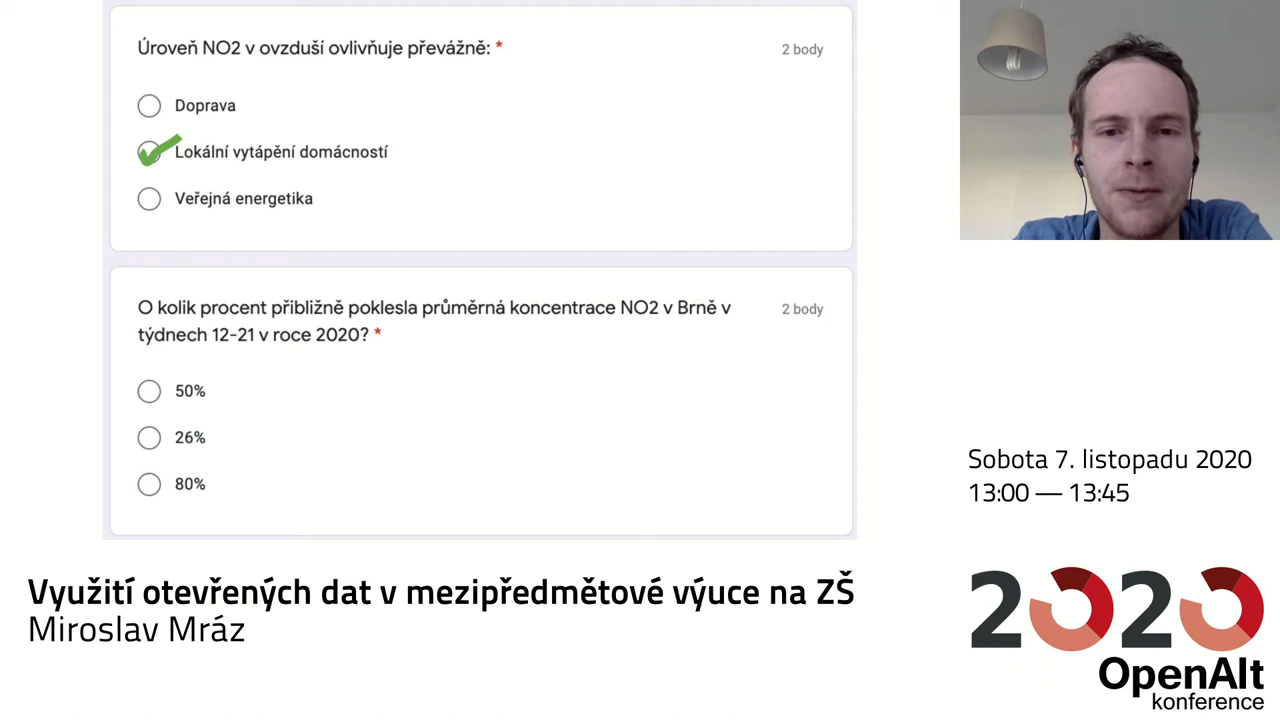 Úroveň NO2 v ovzduší ovlivňuje převážně: *
2 body
Doprava
Lokální vytápění domácností
Veřejná energetika
O kolik procent přibližně poklesla průměrná koncentrace NO2 v Brně v
týdnech 12-21 v roce 2020? *
2 body
50%
26%
80%
Sobota 7. listopadu 2020
13:00 — 13:45
Využití otevřených dat v mezipředmětové výuce na ZŠ
Miroslav Mráz
2020
OpenAlt
konference